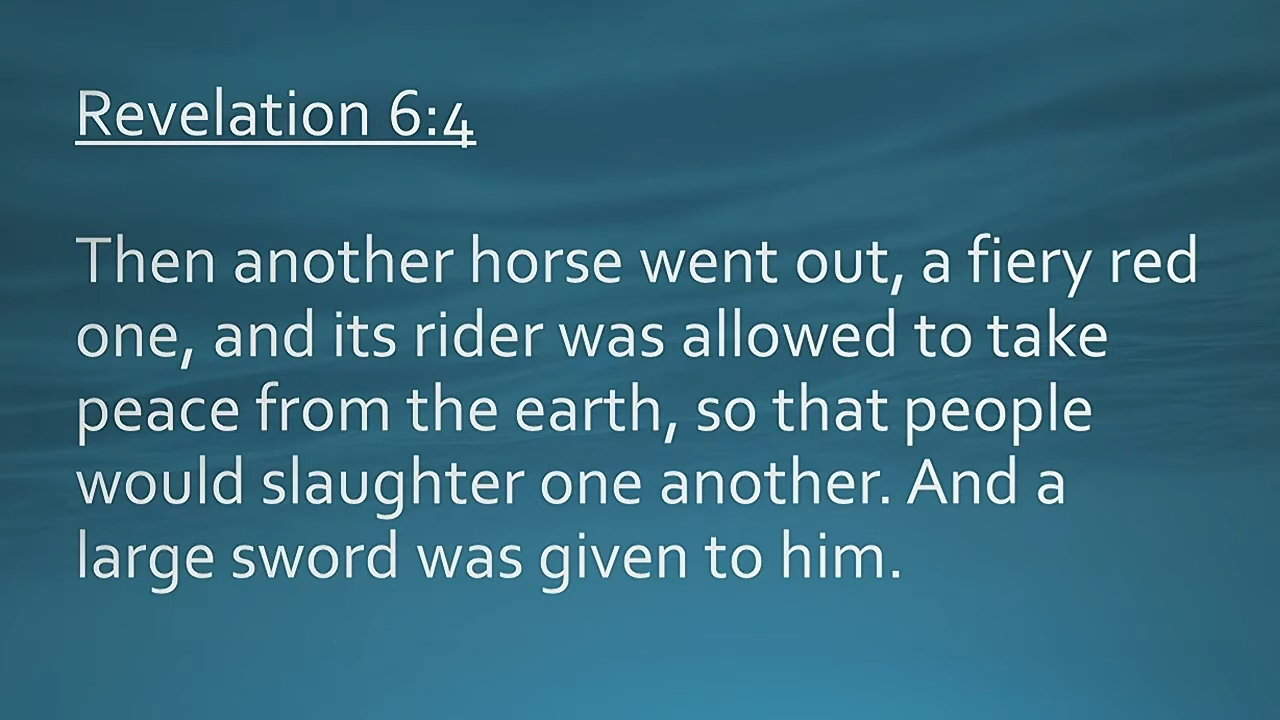 Revelation 6:4
Then another horse went out, a fiery red
one, and its rider was allowed to take
peace from the earth, so that people
would slaughter one another. And a
large sword was given to him.